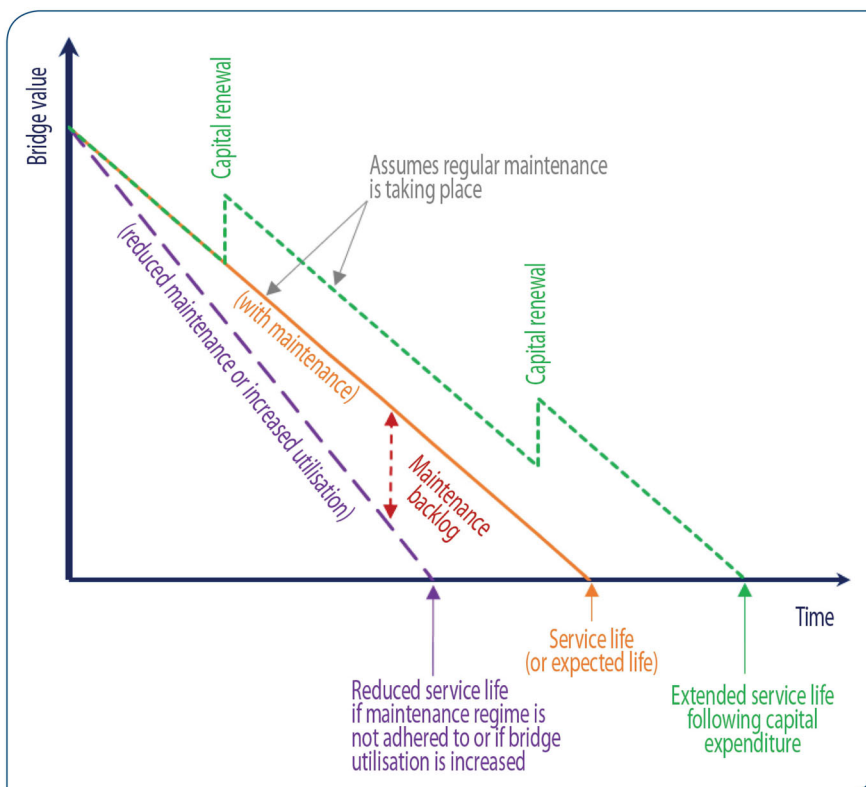 Bridge value
Capital renewal
Assumes regular maintenance
is taking place
(reduced maintenance or increased utilisation)
(with maintenance)
Capital renewal
Maintenance
backlog
Time
Service life
(or expected life)
Reduced service life
if maintenance regime is
not adhered to or if bridge
utilisation is increased
Extended service life
following capital
expenditure